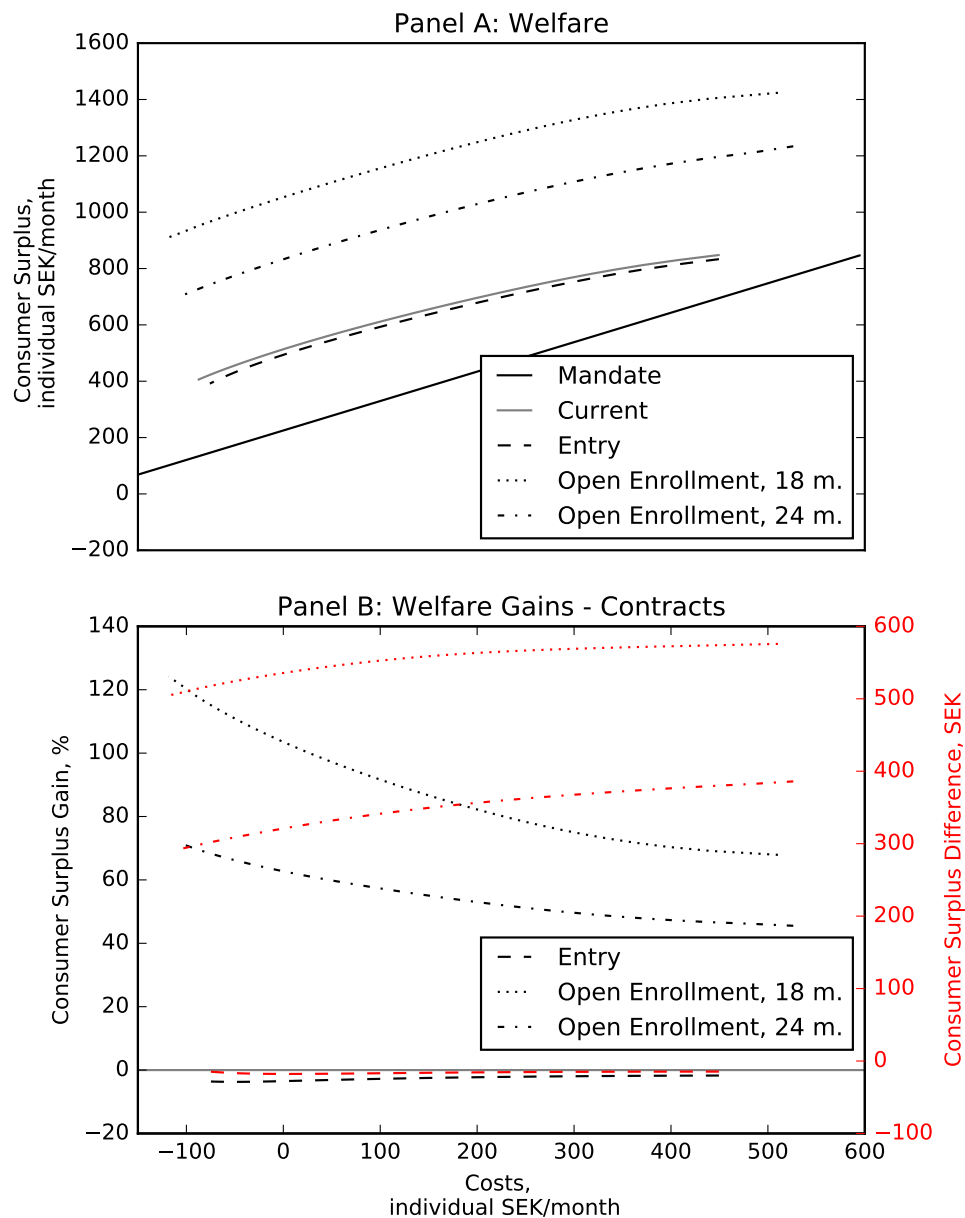 Panel A: Welfare
1600
1400
1200
1000
800
600
400
200
0
−200
Consumer Surplus,
individual SEK/month
Mandate
Current
Entry
Open Enrollment, 18 m.
Open Enrollment, 24 m.
Panel B: Welfare Gains - Contracts
140
120
100
80
60
40
20
0
−20
Consumer Surplus Gain, %
600
500
400
300
200
100
0
−100
Consumer Surplus Difference, SEK
Entry
Open Enrollment, 18 m.
Open Enrollment, 24 m.
−100 0 100 200 300 400 500 600
Costs,
individual SEK/month